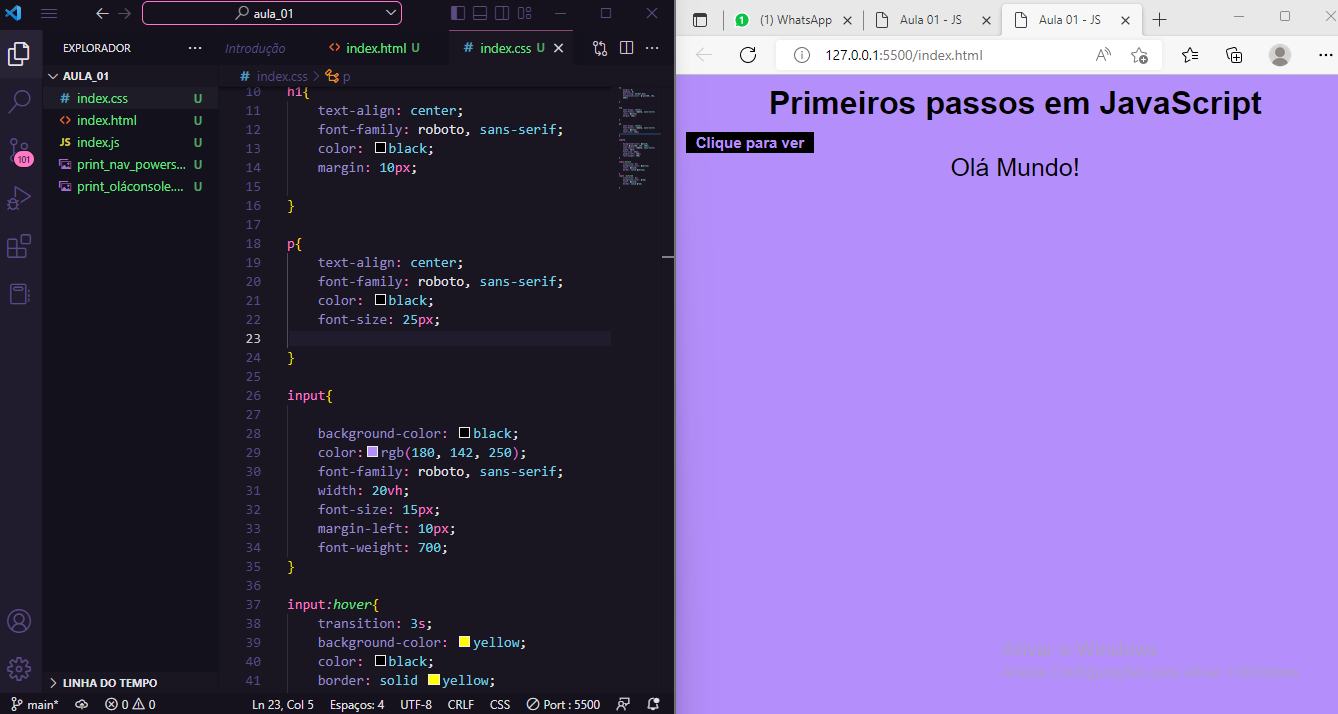 aula_01
EXPLORADOR
AULA_01
# index.css U
<> index.html U
JS index.js U
print_nav_powers... U
print_oláconsole.... U
101
LINHA DO TEMPO
Introdução
<> index.html U
# index.css U
# index.css > p
10 h1{
11 text-align: center;
12 font-family: roboto, sans-serif;
13 color: black;
14 margin: 10px;
15
16 }
17
18 p{
19 text-align: center;
20 font-family: roboto, sans-serif;
21 color: black;
22 font-size: 25px;
23
24 }
25
26 input{
27
28 background-color: black;
29 color: rgb(180, 142, 250);
30 font-family: roboto, sans-serif;
31 width: 20vh;
32 font-size: 15px;
33 margin-left: 10px;
34 font-weight: 700;
35 }
36
37 input:hover{
38 transition: 3s;
39 background-color: yellow;
40 color: black;
41 border: solid yellow;
main* 0 0 Ln 23, Col 5 Espaços: 4 UTF-8 CRLF CSS Port : 5500
1 (1) WhatsApp
Aula 01 - JS
Aula 01 - JS
127.0.0.1:5500/index.html
Primeiros passos em JavaScript
Clique para ver
Olá Mundo!